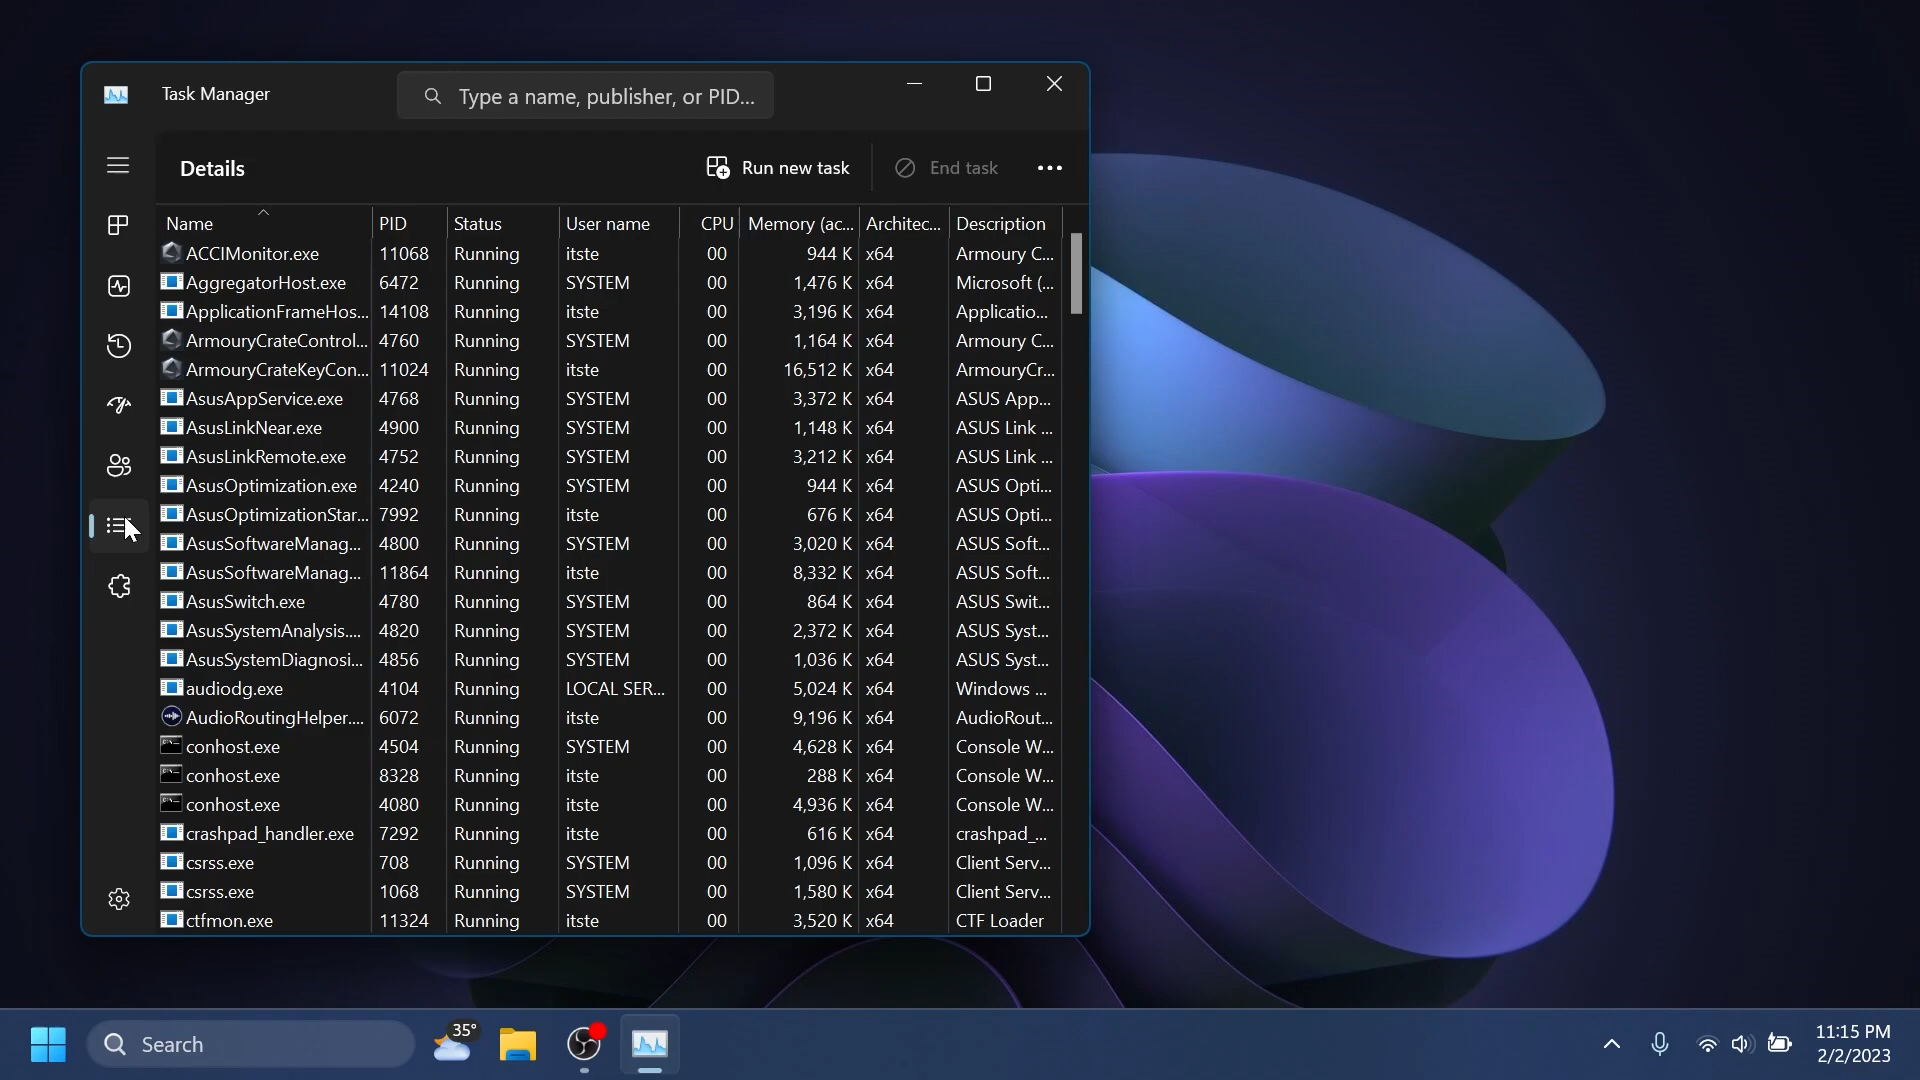 Task Manager
Type a name, publisher, or PID...
Details
Run new task
End task
Name PID Status User name CPU Memory (ac... Architec... Description
ACCIMonitor.exe 11068 Running itste 00 944 K x64 Armoury C...
AggregatorHost.exe 6472 Running SYSTEM 00 1,476 K x64 Microsoft (...
ApplicationFrameHos... 14108 Running itste 00 3,196 K x64 Applicatio...
ArmouryCrateControl... 4760 Running SYSTEM 00 1,164 K x64 Armoury C...
ArmouryCrateKeyCon... 11024 Running itste 00 16,512 K x64 ArmouryCr...
AsusAppService.exe 4768 Running SYSTEM 00 3,372 K x64 ASUS App...
AsusLinkNear.exe 4900 Running SYSTEM 00 1,148 K x64 ASUS Link ...
AsusLinkRemote.exe 4752 Running SYSTEM 00 3,212 K x64 ASUS Link ...
AsusOptimization.exe 4240 Running SYSTEM 00 944 K x64 ASUS Opti...
AsusOptimizationStar... 7992 Running itste 00 676 K x64 ASUS Opti...
AsusSoftwareManag... 4800 Running SYSTEM 00 3,020 K x64 ASUS Soft...
AsusSoftwareManag... 11864 Running itste 00 8,332 K x64 ASUS Soft...
AsusSwitch.exe 4780 Running SYSTEM 00 864 K x64 ASUS Swit...
AsusSystemAnalysis.... 4820 Running SYSTEM 00 2,372 K x64 ASUS Syst...
AsusSystemDiagnosi... 4856 Running SYSTEM 00 1,036 K x64 ASUS Syst...
audiodg.exe 4104 Running LOCAL SER... 00 5,024 K x64 Windows ...
AudioRoutingHelper.... 6072 Running itste 00 9,196 K x64 AudioRout...
conhost.exe 4504 Running SYSTEM 00 4,628 K x64 Console W...
conhost.exe 8328 Running itste 00 288 K x64 Console W...
conhost.exe 4080 Running itste 00 4,936 K x64 Console W...
crashpad_handler.exe 7292 Running itste 00 616 K x64 crashpad_...
csrss.exe 708 Running SYSTEM 00 1,096 K x64 Client Serv...
csrss.exe 1068 Running SYSTEM 00 1,580 K x64 Client Serv...
ctfmon.exe 11324 Running itste 00 3,520 K x64 CTF Loader
Search
35°
11:15 PM
2/2/2023